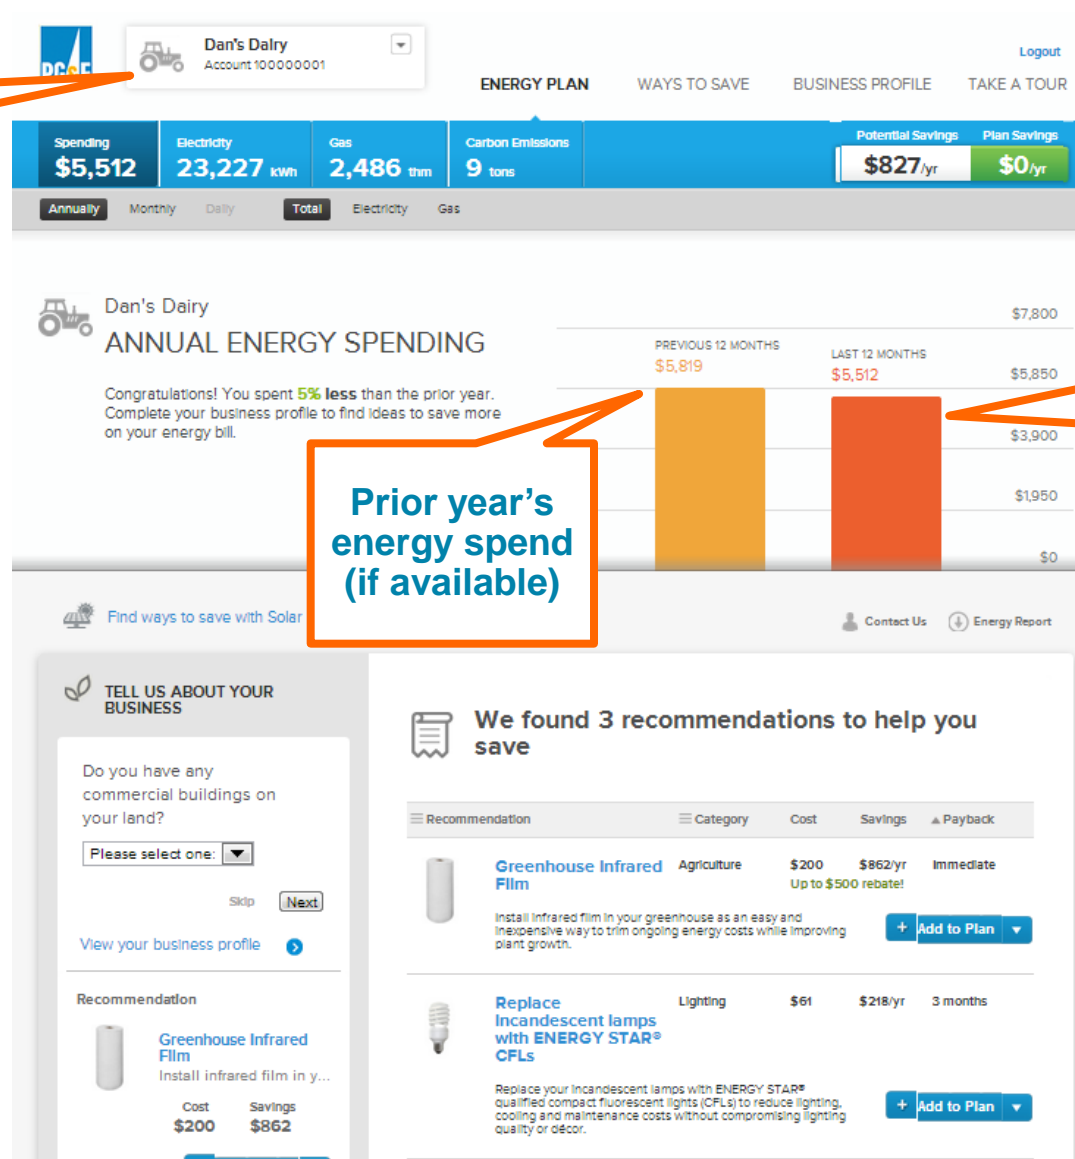 PG&E
Dan's Dairy
Account 100000001
Logout
ENERGY PLAN
WAYS TO SAVE
BUSINESS PROFILE
TAKE A TOUR
Spending
$5,512
Electricity
23,227 kWh
Gas
2,486 thm
Carbon Emissions
9 tons
Potential Savings
$827/yr
Plan Savings
$0/yr
Annually
Monthly
Daily
Total
Electricity
Gas
Dan's Dairy
ANNUAL ENERGY SPENDING
Congratulations! You spent 5% less than the prior year.
Complete your business profile to find ideas to save more
on your energy bill.
PREVIOUS 12 MONTHS
$5,819
LAST 12 MONTHS
$5,512
$7,800
$5,850
$3,900
$1,950
$0
Prior year’s
energy spend
(if available)
Find ways to save with Solar
Contact Us
Energy Report
TELL US ABOUT YOUR
BUSINESS
Do you have any
commercial buildings on
your land?
Please select one:
Skip
Next
View your business profile
Recommendation
Greenhouse Infrared
Film
Install infrared film in y...
Cost
Savings
$200
$862
We found 3 recommendations to help you
save
Recommendation
Category
Cost
Savings
Payback
Greenhouse Infrared
Film
Agriculture
$200
$862/yr
Immediate
Up to $500 rebate!
Install infrared film in your greenhouse as an easy and
inexpensive way to trim ongoing energy costs while improving
plant growth.
+ Add to Plan
Replace
Incandescent lamps
with ENERGY STAR®
CFLs
Lighting
$61
$218/yr
3 months
Replace your incandescent lamps with ENERGY STAR®
qualified compact fluorescent lights (CFLs) to reduce lighting,
cooling and maintenance costs without compromising lighting
quality or décor.
+ Add to Plan